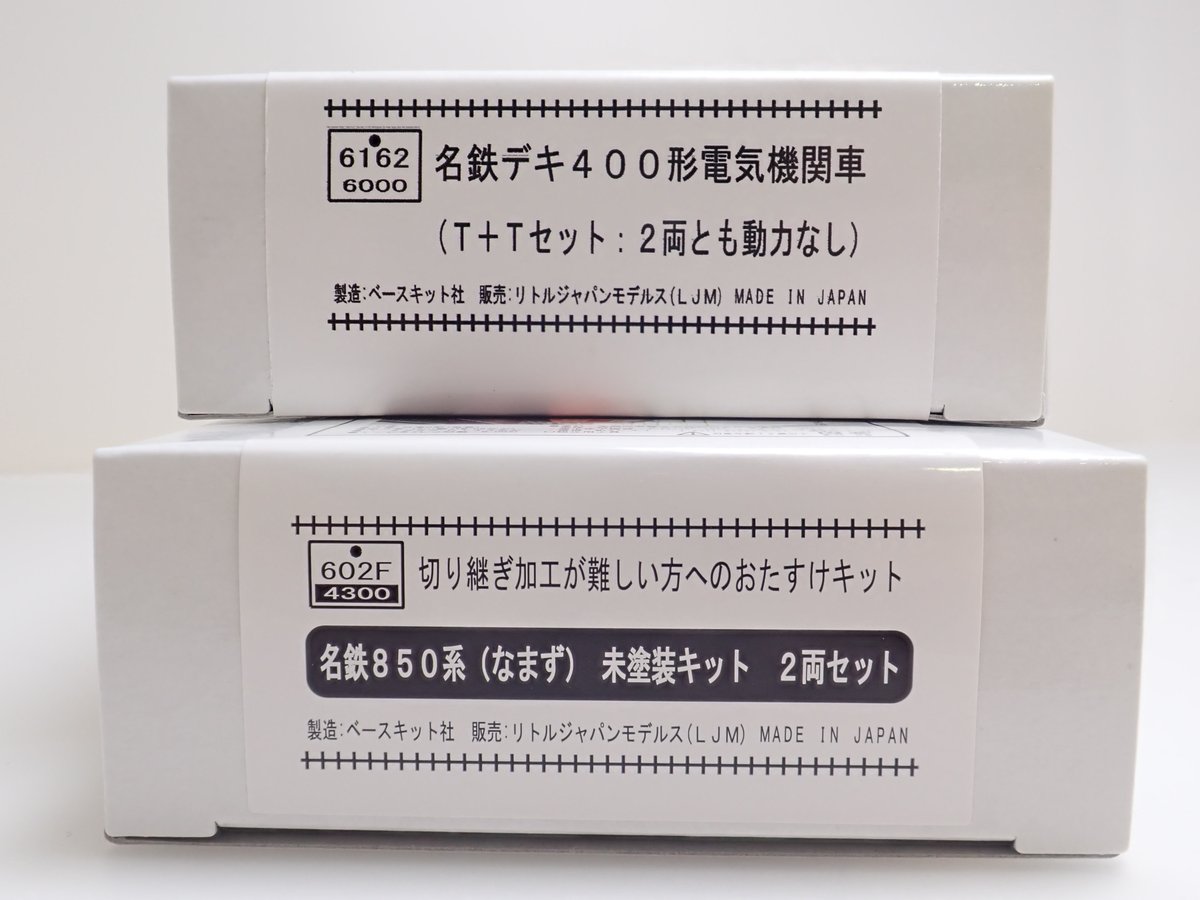 6162
6000
名鉄デキ400形電気機関車
(T+Tセット:2両とも動力なし)
製造:ベースキット社 販売:リトルジャパンモデルス(LJM) MADE IN JAPAN
602F
4300
切り継ぎ加工が難しい方へのおたすけキット
名鉄850系(なまず) 未塗装キット 2両セット
製造:ベースキット社 販売:リトルジャパンモデルス(LJM) MADE IN JAPAN